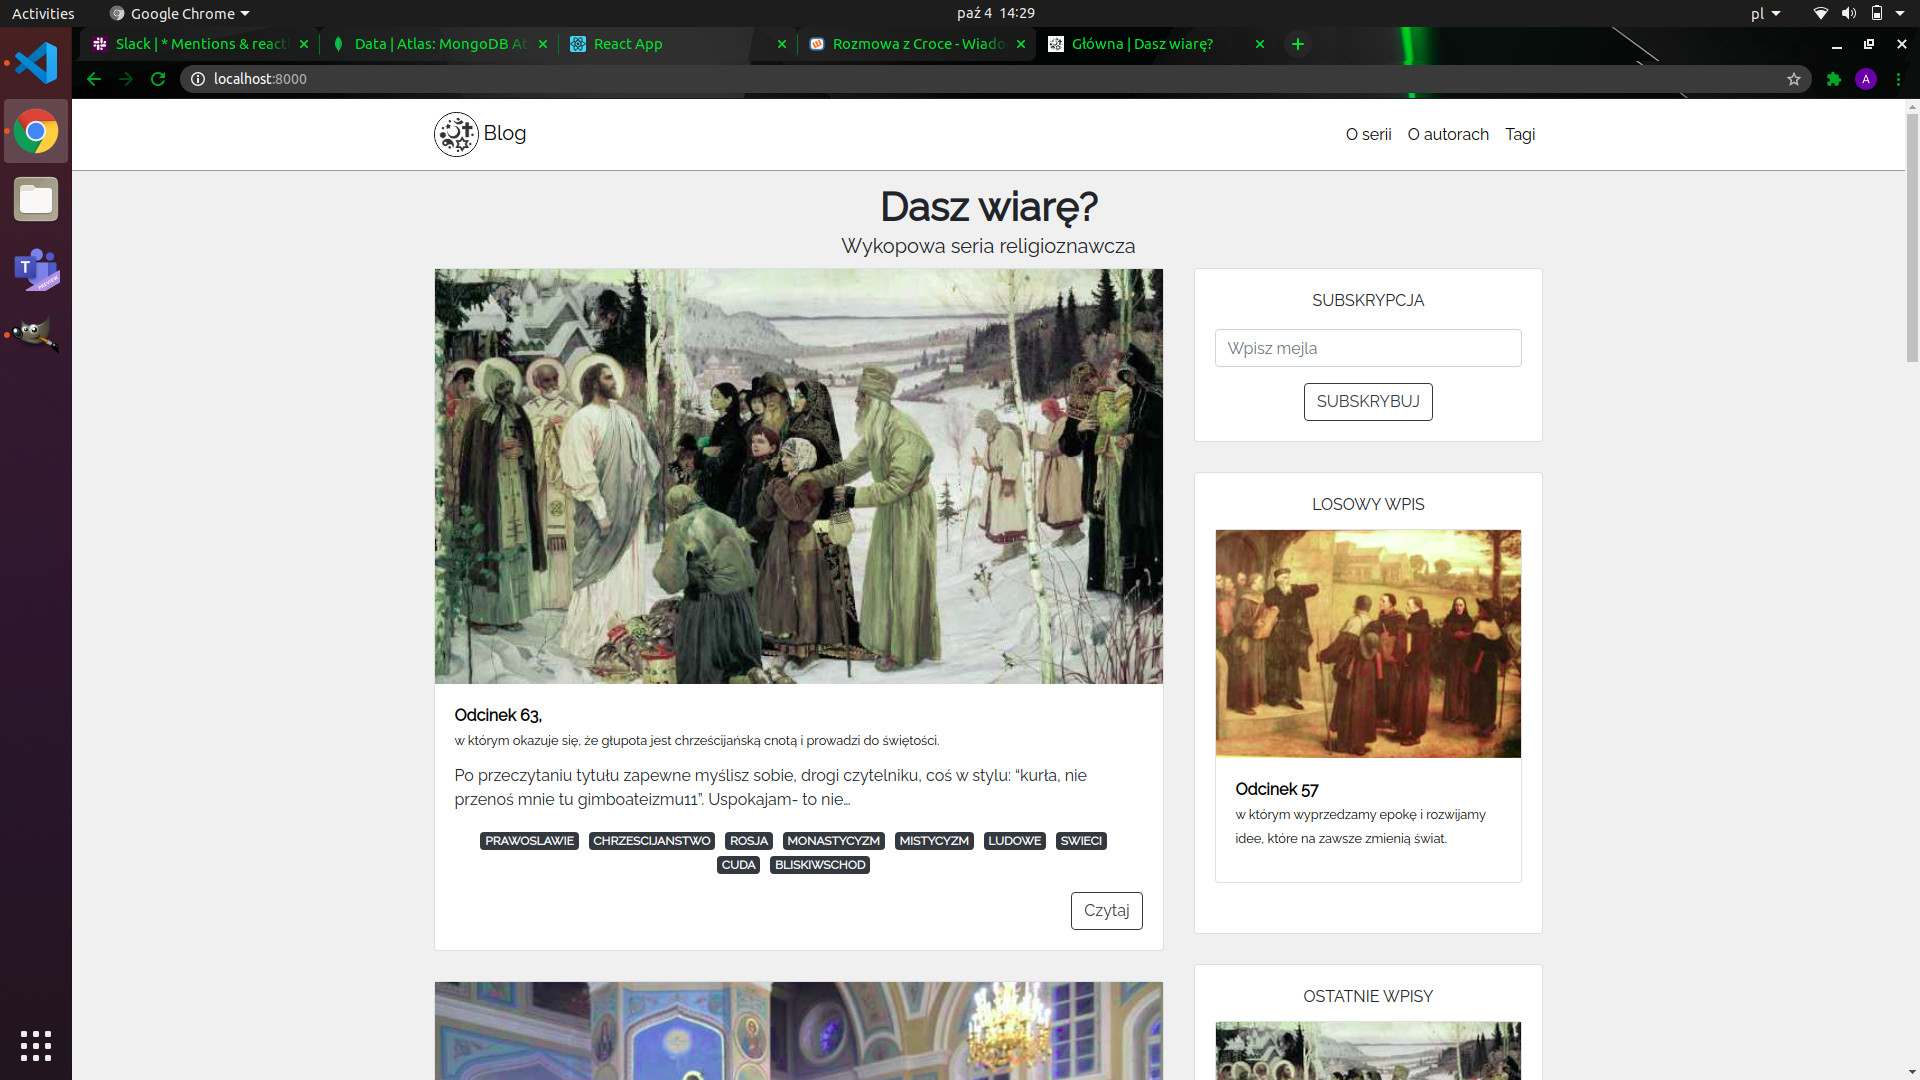 Activities
Google Chrome
paź 4 14:29
pl
Slack | * Mentions & reacti
Data | Atlas: MongoDB At
React App
Rozmowa z Croce - Wiado
Główna | Dasz wiarę?
localhost:8000
A
Blog
O serii
O autorach
Tagi
Dasz wiarę?
Wykopowa seria religioznawcza
Odcinek 63,
w którym okazuje się, że głupota jest chrześcijańską cnotą i prowadzi do świętości.
Po przeczytaniu tytułu zapewne myślisz sobie, drogi czytelniku, coś w stylu: “kurła, nie
przenoś mnie tu gimboateizmu11”. Uspokajam- to nie…
PRAWOSLAWIE CHRZESCIJANSTWO ROSJA MONASTYCYZM MISTYCYZM LUDOWE SWIECI
CUDA BLISKIWSCHOD
Czytaj
SUBSKRYPCJA
Wpisz mejla
SUBSKRYBUJ
LOSOWY WPIS
Odcinek 57
w którym wyprzedzamy epokę i rozwijamy
idee, które na zawsze zmienią świat.
OSTATNIE WPISY